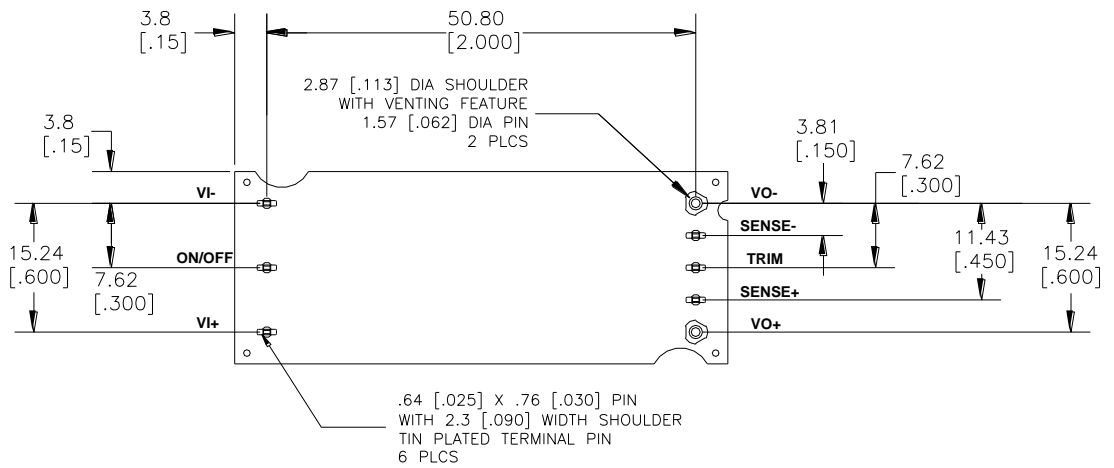 3.8
[.15]
50.80
[2.000]
2.87 [.113] DIA SHOULDER
WITH VENTING FEATURE
1.57 [.062] DIA PIN
2 PLCS
3.8
[.15]
3.81
[.150]
7.62
[.300]
VI-
VO-
SENSE-
15.24
[.600]
ON/OFF
7.62
[.300]
TRIM
11.43
[.450]
15.24
[.600]
SENSE+
VI+
VO+
.64 [.025] X .76 [.030] PIN
WITH 2.3 [.090] WIDTH SHOULDER
TIN PLATED TERMINAL PIN
6 PLCS